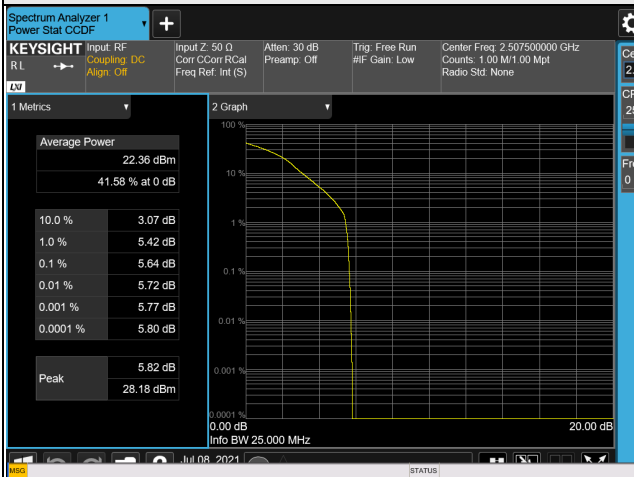 Spectrum Analyzer 1
Power Stat CCDF
KEYSIGHT
RL
LXI
Input: RF
Coupling: DC
Align: Off
Input Z: 50 Ω
Corr CCorr RCal
Freq Ref: Int (S)
Atten: 30 dB
Preamp: Off
Trig: Free Run
#IF Gain: Low
Center Freq: 2.507500000 GHz
Counts: 1.00 M/1.00 Mpt
Radio Std: None
1 Metrics
Average Power
22.36 dBm
41.58 % at 0 dB
10.0 % 3.07 dB
1.0 % 5.42 dB
0.1 % 5.64 dB
0.01 % 5.72 dB
0.001 % 5.77 dB
0.0001 % 5.80 dB
Peak
5.82 dB
28.18 dBm
2 Graph
100 %
10 %
1 %
0.1 %
0.01 %
0.001 %
0.0001 %
0.00 dB 20.00 dB
Info BW 25.000 MHz
Jul 08, 2021
MSG STATUS